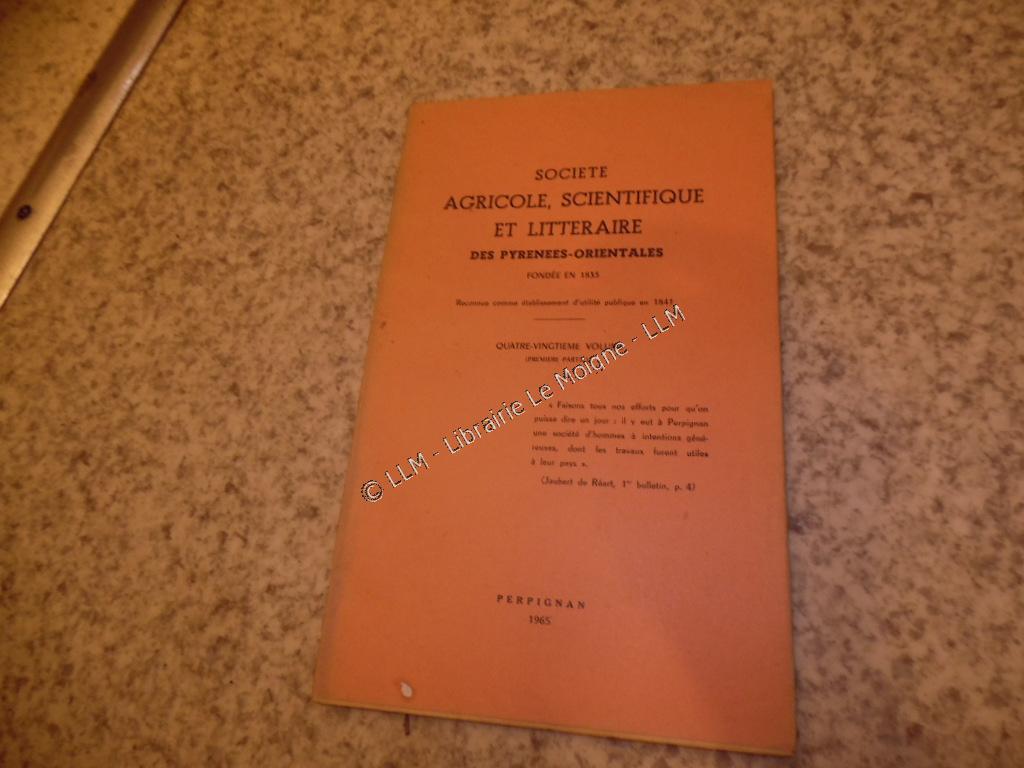 SOCIETE
AGRICOLE, SCIENTIFIQUE
ET LITTERAIRE
DES PYRENEES-ORIENTALES
FONDÉE EN 1833
Reconnue comme établissement d'utilité publique en 1841
QUATRE-VINGTIEME VOLUME
(PREMIERE PARTIE)
« Faisons tous nos efforts pour qu'on
puisse dire un jour : il y eut à Perpignan
une société d'hommes à intentions géné-
reuses, dont les travaux furent utiles
à leur pays ».
(Jaubert de Réart, 1er bulletin, p. 4)
PERPIGNAN
1965
© LLM - Librairie Le Moigne - LLM